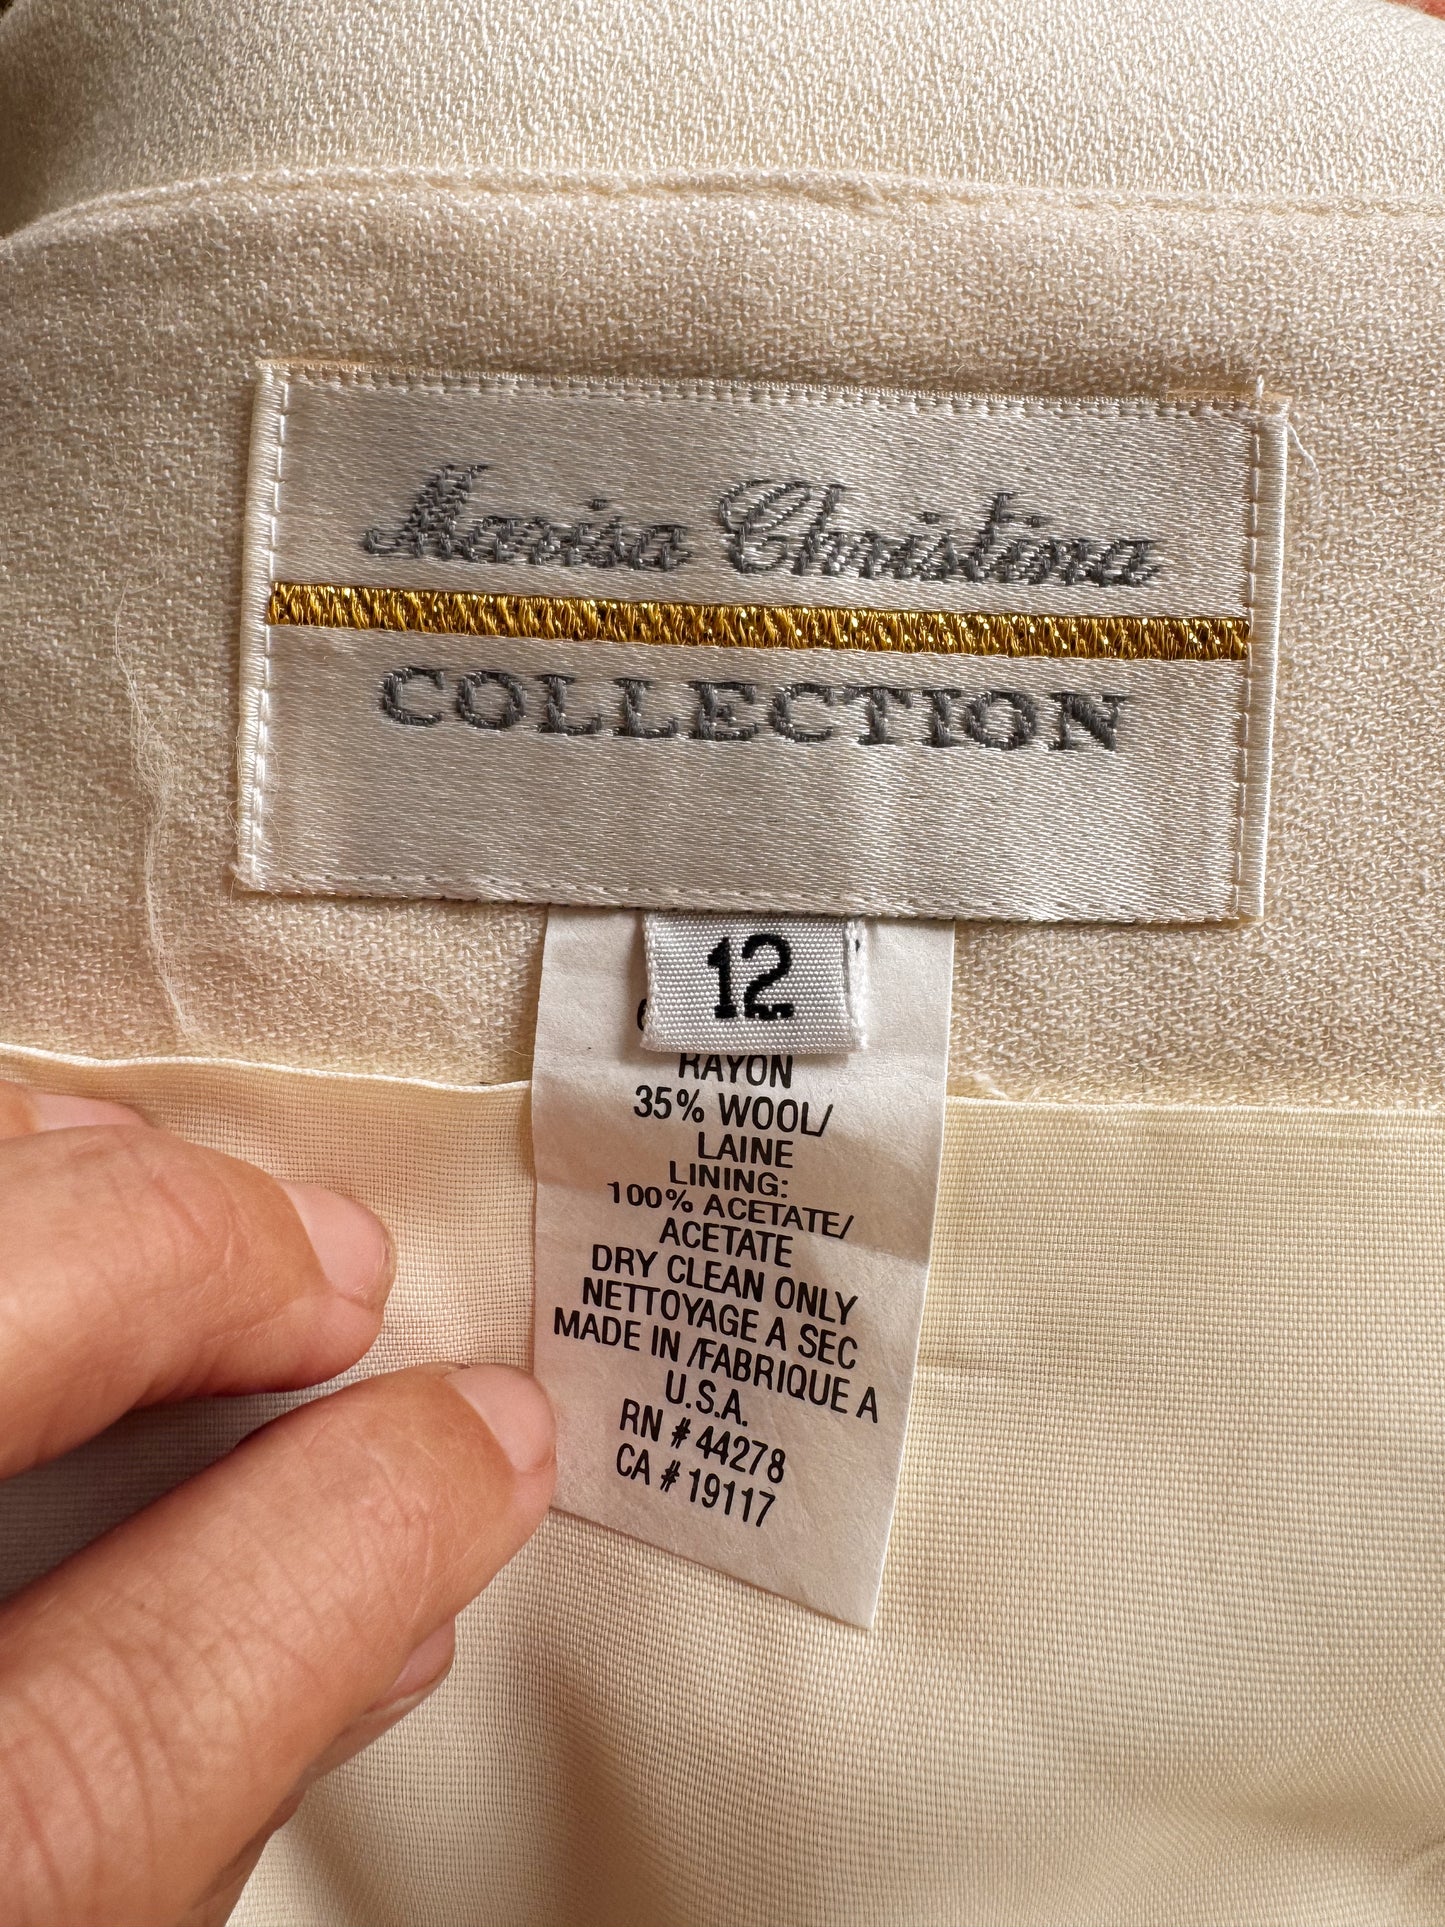 Marisa Christina
COLLECTION
12
RAYON
35% WOOL/
LAINE
LINING:
100% ACETATE/
ACETATE
DRY CLEAN ONLY
NETTOYAGE A SEC
MADE IN /FABRIQUE A
U.S.A.
RN # 44278
CA # 19117